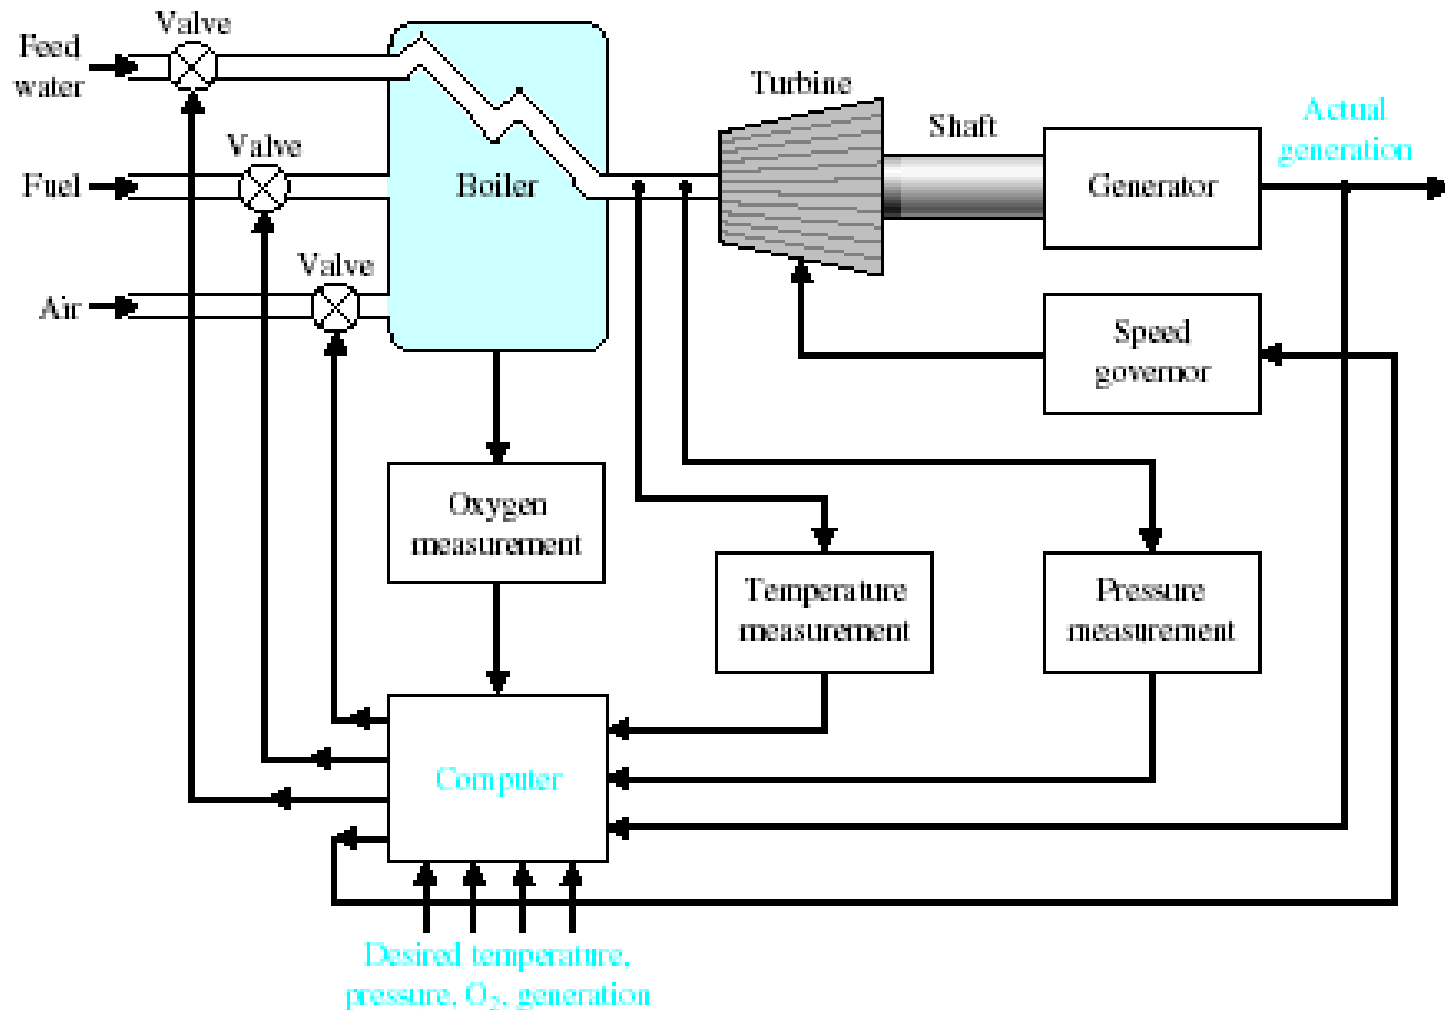 Valve
Feed
water
Turbine
Shaft
Actual
generation
Valve
Fuel
Boiler
Generator
Valve
Air
Speed
governor
Oxygen
measurement
Temperature
measurement
Pressure
measurement
Computer
Desired temperature,
pressure, O₂, generation